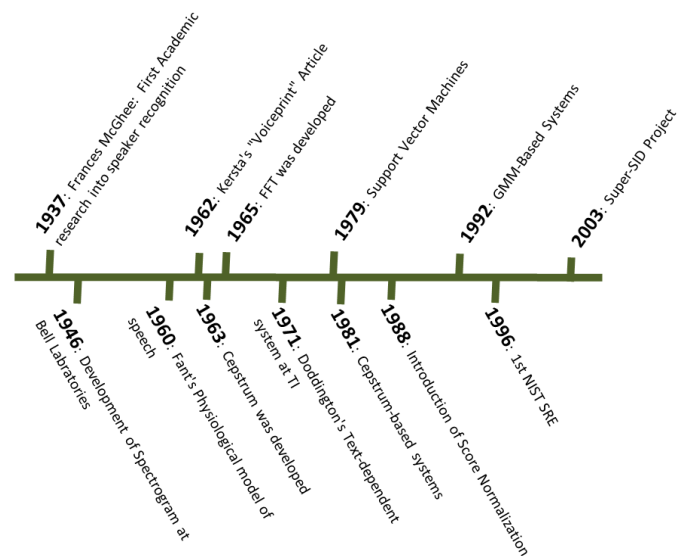 1937: Frances McGhee: First Academic
research into speaker recognition
1962: Kersta's "Voiceprint" Article
1965: FFT was developed
1979: Support Vector Machines
1992: GMM-Based Systems
2003: Super-SID Project
1946: Development of Spectrogram at
Bell Labratories
1960: Fant's Physiological model of
speech
1963: Cepstrum was developed
1971: Doddington's Text-dependent
system at TI
1981: Cepstrum-based systems
1988: Introduction of Score Normalization
1996: 1st NIST SRE